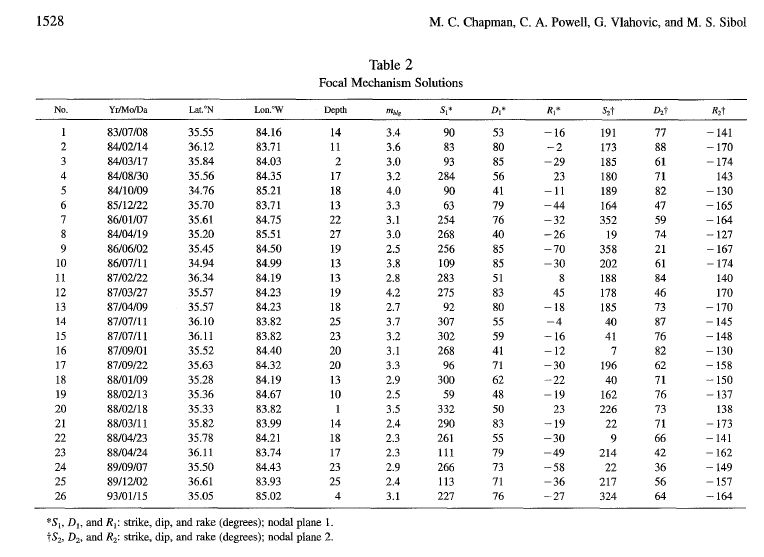 1528 M. C. Chapman, C. A. Powell, G. Vlahovic, and M. S. Sibol
Table 2
Focal Mechanism Solutions
No. Yr/Mo/Da Lat.°N Lon.°W Depth mbLg S₁* D₁* R₁* S₂† D₂† R₂†
1 83/07/08 35.55 84.16 14 3.4 90 53 −16 191 77 −141
2 84/02/14 36.12 83.71 11 3.6 83 80 −2 173 88 −170
3 84/03/17 35.84 84.03 2 3.0 93 85 −29 185 61 −174
4 84/08/30 35.56 84.35 17 3.2 284 56 23 180 71 143
5 84/10/09 34.76 85.21 18 4.0 90 41 −11 189 82 −130
6 85/12/22 35.70 83.71 13 3.3 63 79 −44 164 47 −165
7 86/01/07 35.61 84.75 22 3.1 254 76 −32 352 59 −164
8 84/04/19 35.20 85.51 27 3.0 268 40 −26 19 74 −127
9 86/06/02 35.45 84.50 19 2.5 256 85 −70 358 21 −167
10 86/07/11 34.94 84.99 13 3.8 109 85 −30 202 61 −174
11 87/02/22 36.34 84.19 13 2.8 283 51 8 188 84 140
12 87/03/27 35.57 84.23 19 4.2 275 83 45 178 46 170
13 87/04/09 35.57 84.23 18 2.7 92 80 −18 185 73 −170
14 87/07/11 36.10 83.82 25 3.7 307 55 −4 40 87 −145
15 87/07/11 36.11 83.82 23 3.2 302 59 −16 41 76 −148
16 87/09/01 35.52 84.40 20 3.1 268 41 −12 7 82 −130
17 87/09/22 35.63 84.32 20 3.3 96 71 −30 196 62 −158
18 88/01/09 35.28 84.19 13 2.9 300 62 −22 40 71 −150
19 88/02/13 35.36 84.67 10 2.5 59 48 −19 162 76 −137
20 88/02/18 35.33 83.82 1 3.5 332 50 23 226 73 138
21 88/03/11 35.82 83.99 14 2.4 290 83 −19 22 71 −173
22 88/04/23 35.78 84.21 18 2.3 261 55 −30 9 66 −141
23 88/04/24 36.11 83.74 17 2.3 111 79 −49 214 42 −162
24 89/09/07 35.50 84.43 23 2.9 266 73 −58 22 36 −149
25 89/12/02 36.61 83.93 25 2.4 113 71 −36 217 56 −157
26 93/01/15 35.05 85.02 4 3.1 227 76 −27 324 64 −164
*S₁, D₁, and R₁: strike, dip, and rake (degrees); nodal plane 1.
†S₂, D₂, and R₂: strike, dip, and rake (degrees); nodal plane 2.